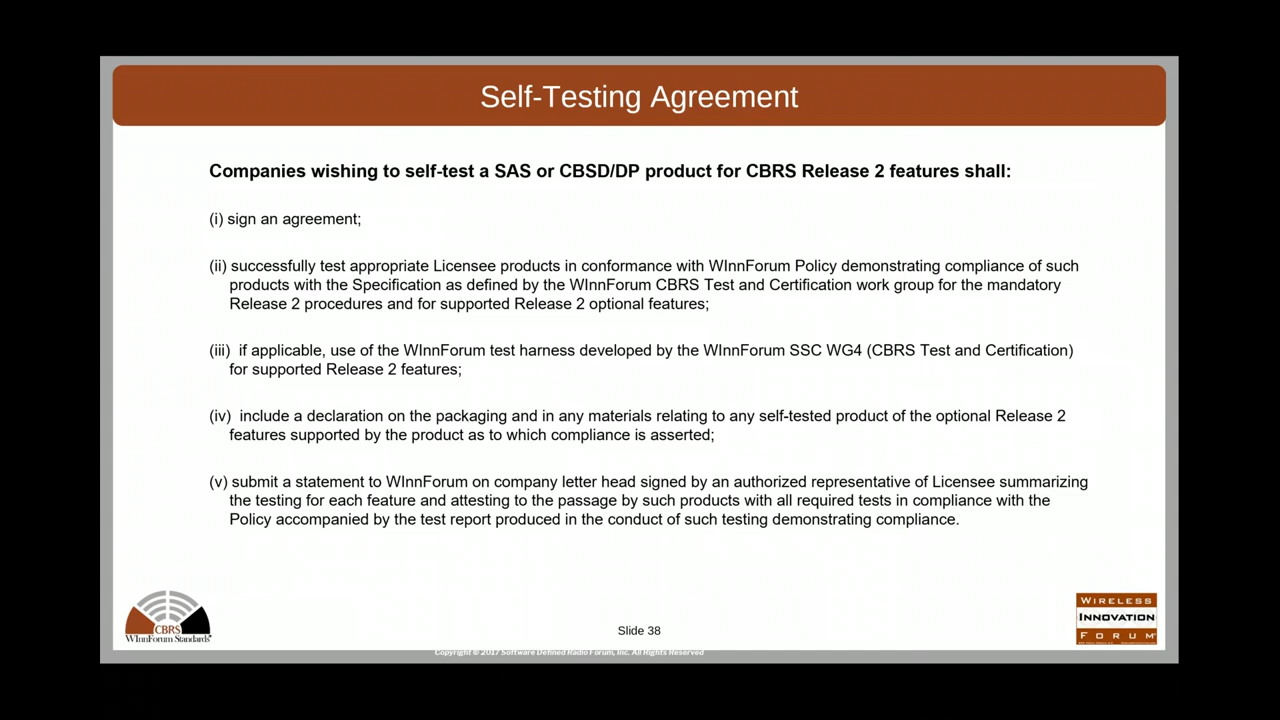 Self-Testing Agreement
Companies wishing to self-test a SAS or CBSD/DP product for CBRS Release 2 features shall:
(i) sign an agreement;
(ii) successfully test appropriate Licensee products in conformance with WInnForum Policy demonstrating compliance of such
products with the Specification as defined by the WInnForum CBRS Test and Certification work group for the mandatory
Release 2 procedures and for supported Release 2 optional features;
(iii) if applicable, use of the WInnForum test harness developed by the WInnForum SSC WG4 (CBRS Test and Certification)
for supported Release 2 features;
(iv) include a declaration on the packaging and in any materials relating to any self-tested product of the optional Release 2
features supported by the product as to which compliance is asserted;
(v) submit a statement to WInnForum on company letter head signed by an authorized representative of Licensee summarizing
the testing for each feature and attesting to the passage by such products with all required tests in compliance with the
Policy accompanied by the test report produced in the conduct of such testing demonstrating compliance.
CBRS
WInnForum Standards
Slide 38
WIRELESS
INNOVATION
FORUM
Copyright © 2017 Software Defined Radio Forum, Inc. All Rights Reserved